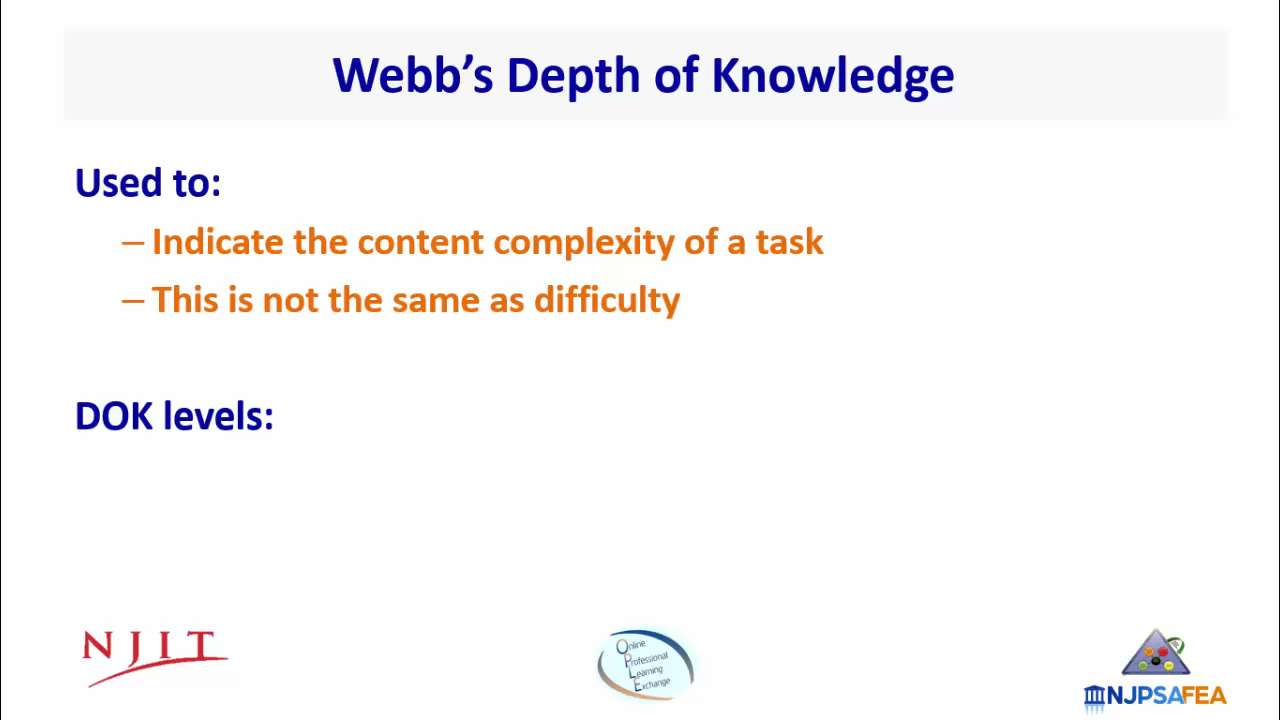 Webb's Depth of Knowledge
Used to:
– Indicate the content complexity of a task
– This is not the same as difficulty
DOK levels:
NJIT
Online
Professional
Learning
Exchange
NJPSAFEA